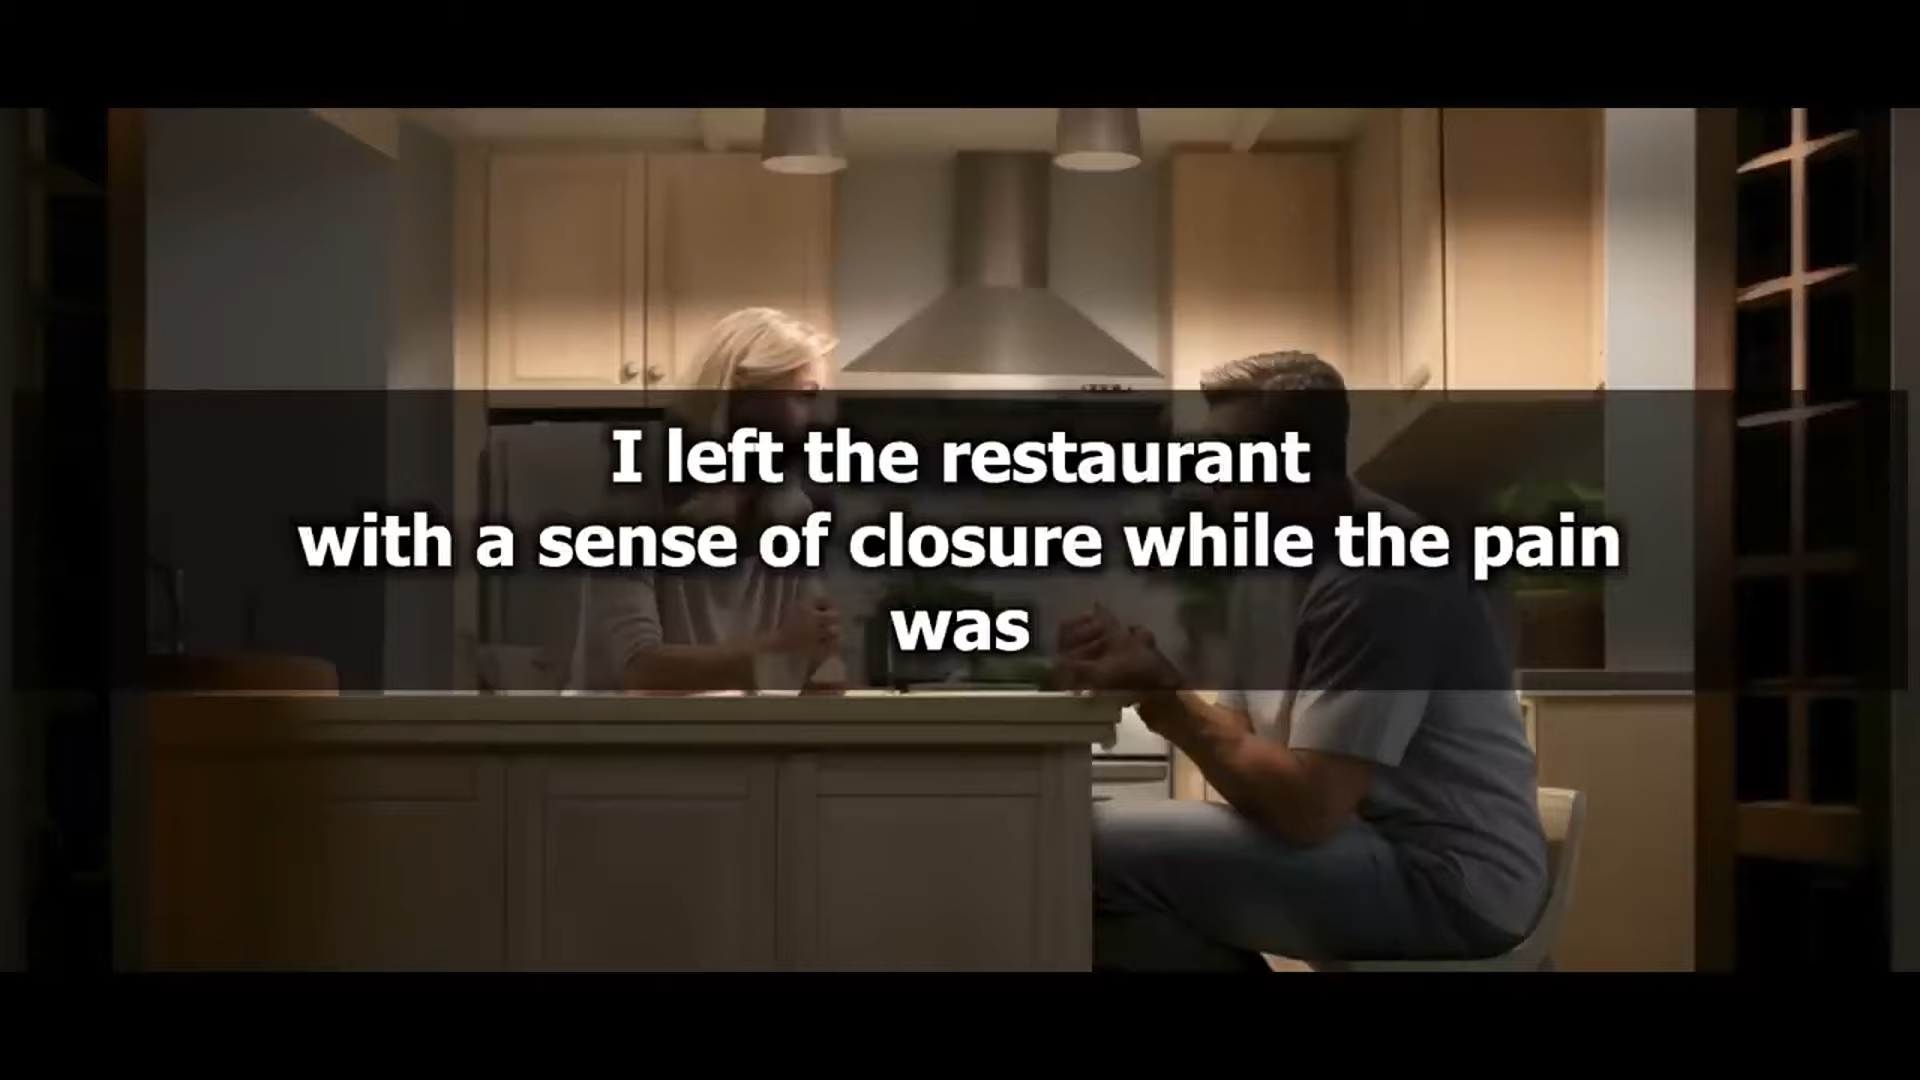 I left the restaurant
with a sense of closure while the pain
was